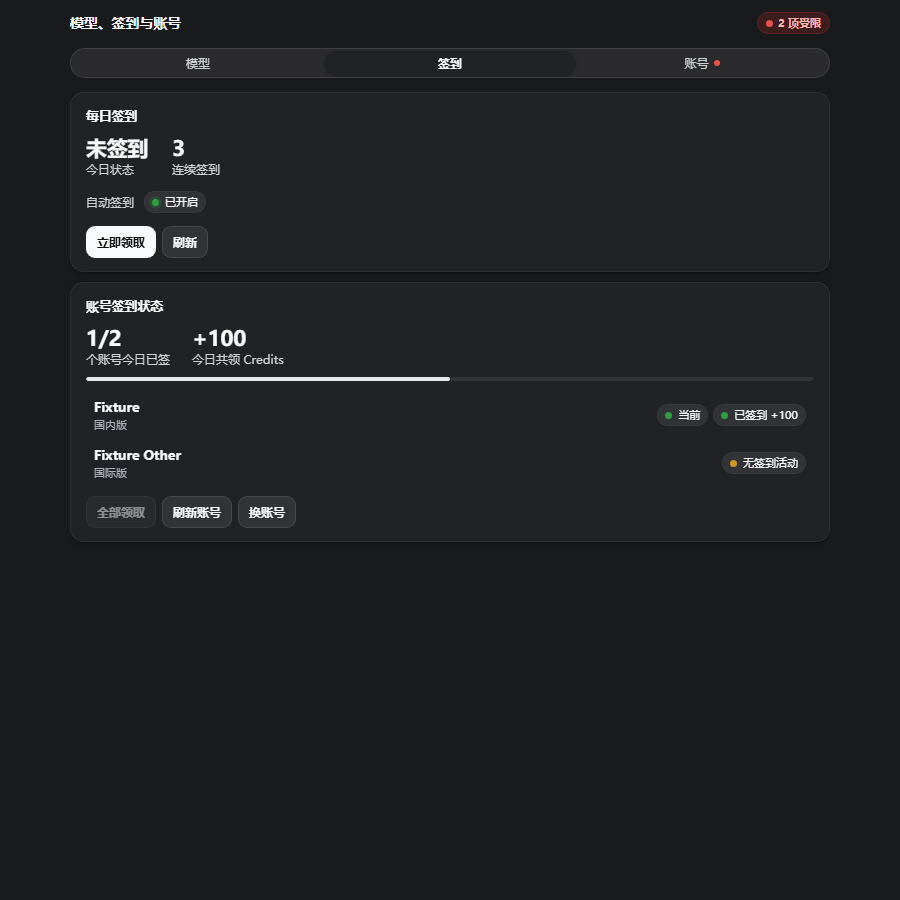 模型、签到与账号
2 顶受限
模型
签到
账号
每日签到
未签到 3
今日状态 连续签到
自动签到 已开启
立即领取 刷新
账号签到状态
1/2 +100
个账号今日已签 今日共领 Credits
Fixture
国内版
当前 已签到 +100
Fixture Other
国际版
无签到活动
全部领取 刷新账号 换账号